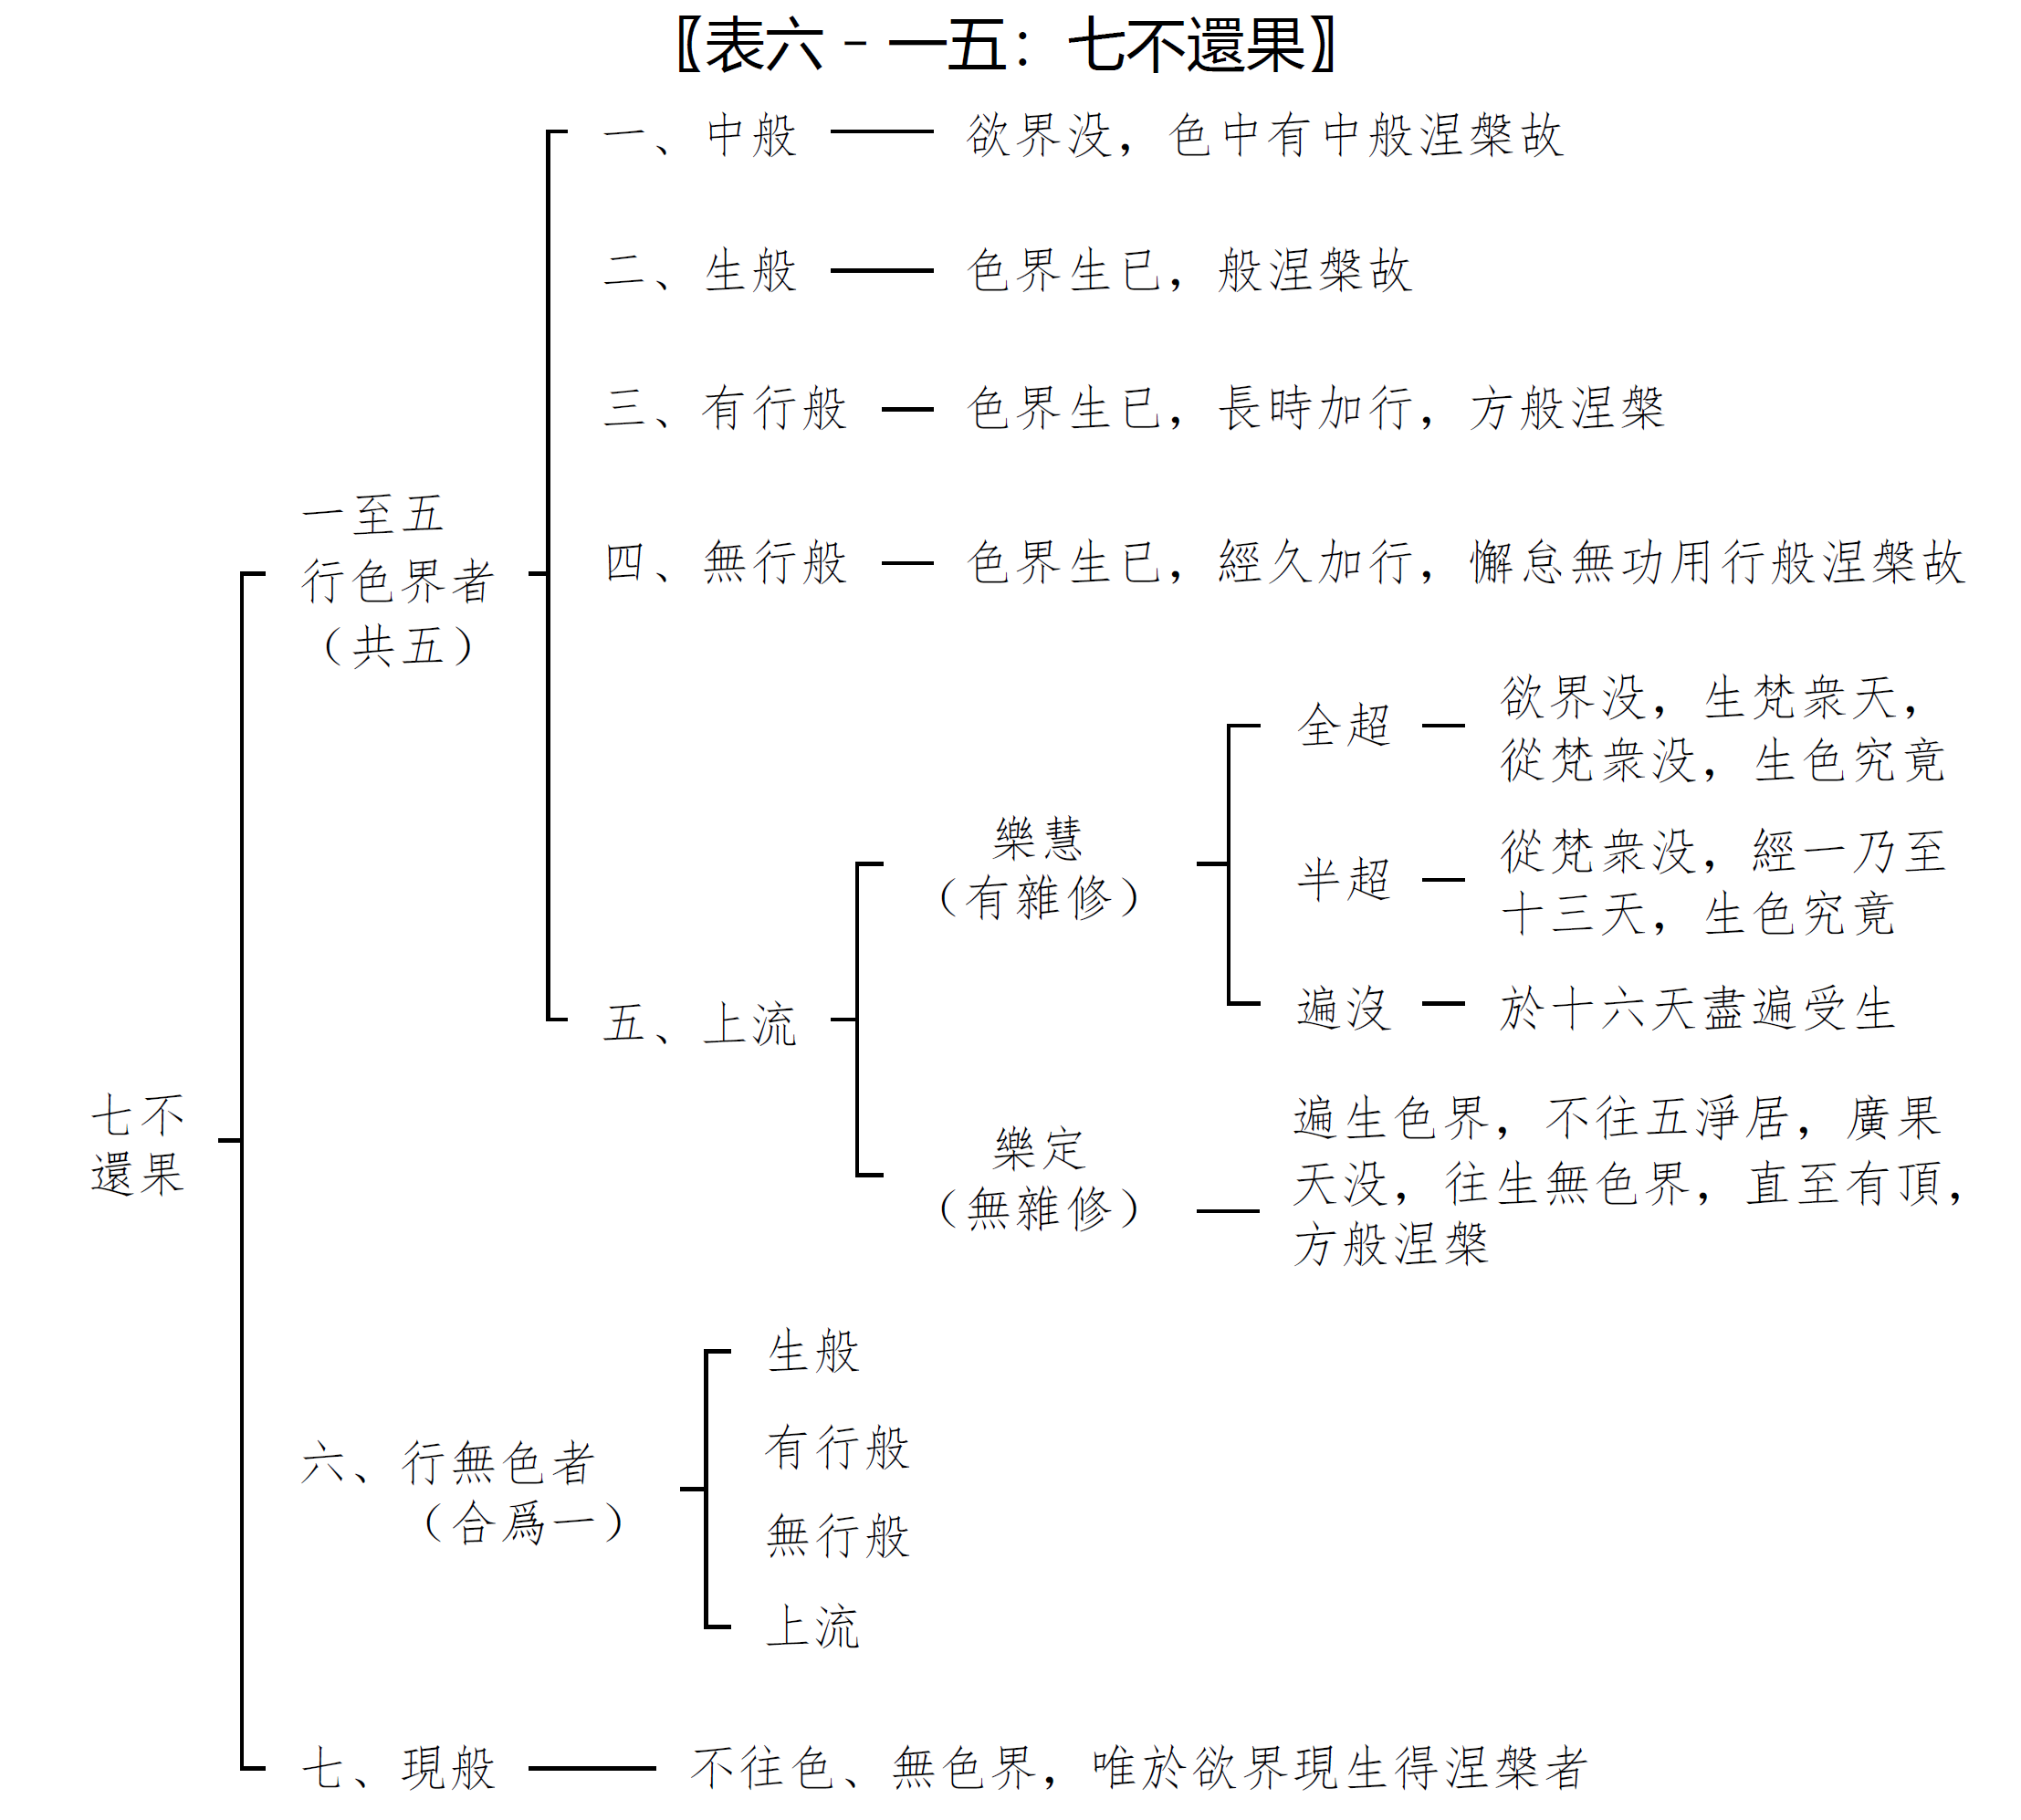 〖表六－一五：七不還果〗
一、中般 欲界没，色中有中般涅槃故
二、生般 色界生已，般涅槃故
三、有行般 色界生已，長時加行，方般涅槃
一至五
行色界者
（共五）
四、無行般 色界生已，經久加行，懈怠無功用行般涅槃故
全超 欲界没，生梵衆天，
從梵衆没，生色究竟
樂慧
（有雜修）
半超 從梵衆没，經一乃至
十三天，生色究竟
五、上流
遍沒 於十六天盡遍受生
七不
還果
樂定
（無雜修）
遍生色界，不往五淨居，廣果
天没，往生無色界，直至有頂，
方般涅槃
六、行無色者
（合爲一）
生般
有行般
無行般
上流
七、現般 不往色、無色界，唯於欲界現生得涅槃者